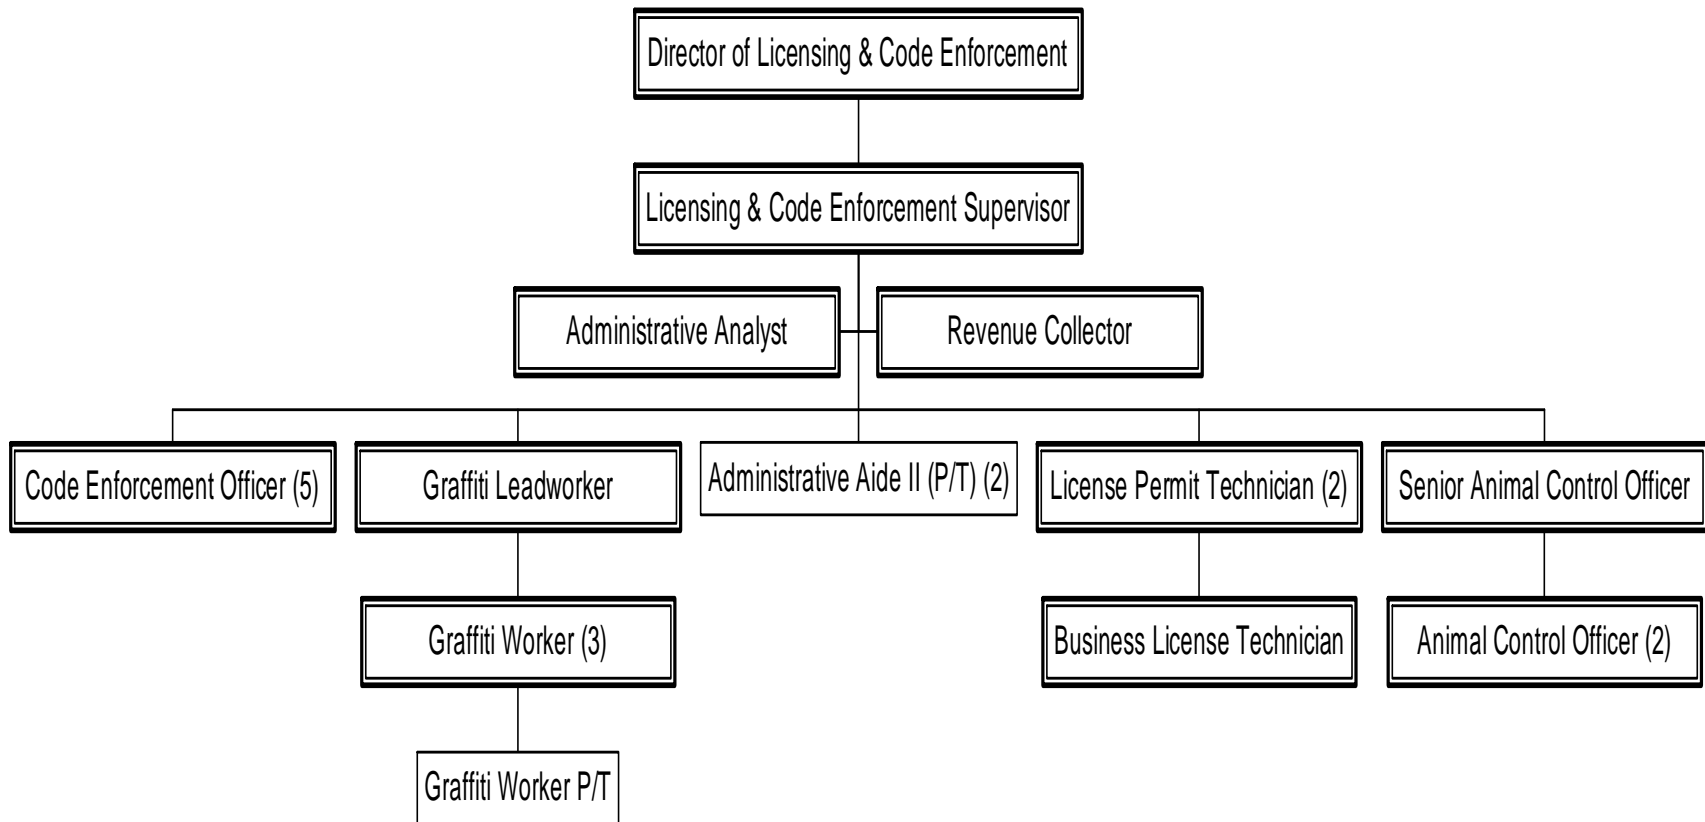 Director of Licensing & Code Enforcement
Licensing & Code Enforcement Supervisor
Administrative Analyst
Revenue Collector
Code Enforcement Officer (5)
Graffiti Leadworker
Administrative Aide II (P/T) (2)
License Permit Technician (2)
Senior Animal Control Officer
Graffiti Worker (3)
Business License Technician
Animal Control Officer (2)
Graffiti Worker P/T